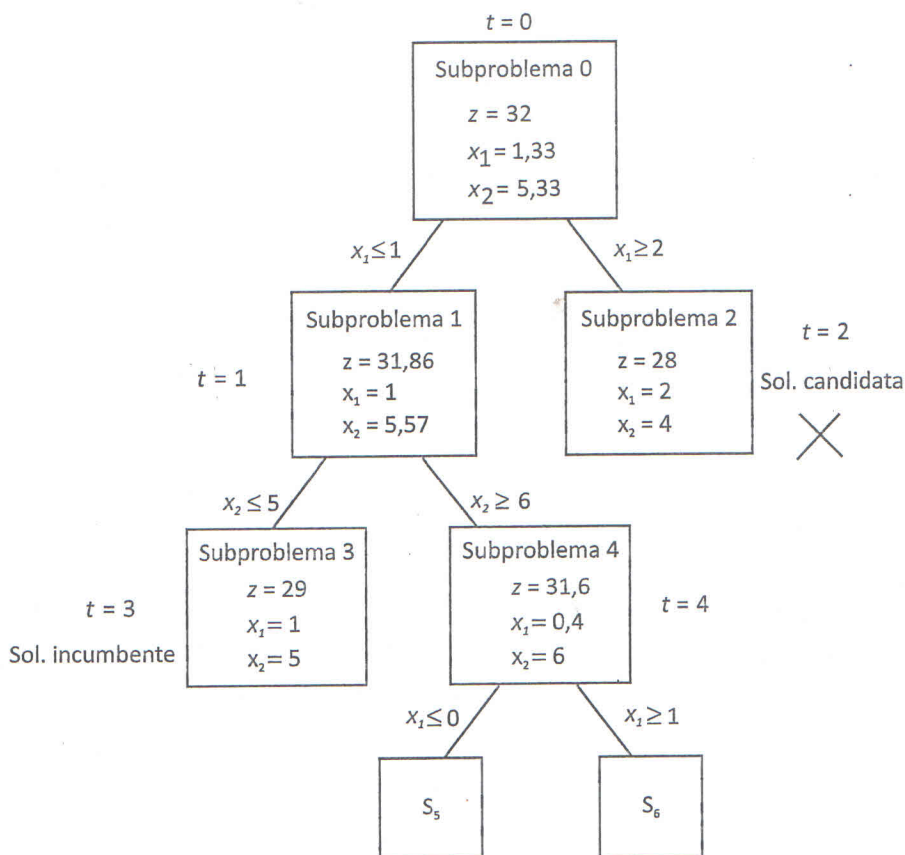 t = 0
Subproblema 0
z = 32
x₁ = 1,33
x₂ = 5,33
x₁ ≤ 1
x₁ ≥ 2
Subproblema 1
z = 31,86
x₁ = 1
x₂ = 5,57
t = 1
Subproblema 2
z = 28
x₁ = 2
x₂ = 4
t = 2
Sol. candidata
x₂ ≤ 5
x₂ ≥ 6
Subproblema 3
z = 29
x₁ = 1
x₂ = 5
t = 3
Sol. incumbente
Subproblema 4
z = 31,6
x₁ = 0,4
x₂ = 6
t = 4
x₁ ≤ 0
x₁ ≥ 1
S₅
S₆